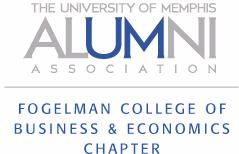 THE UNIVERSITY OF MEMPHIS
ALUMNI
ASSOCIATION
FOGELMAN COLLEGE OF
BUSINESS & ECONOMICS
CHAPTER